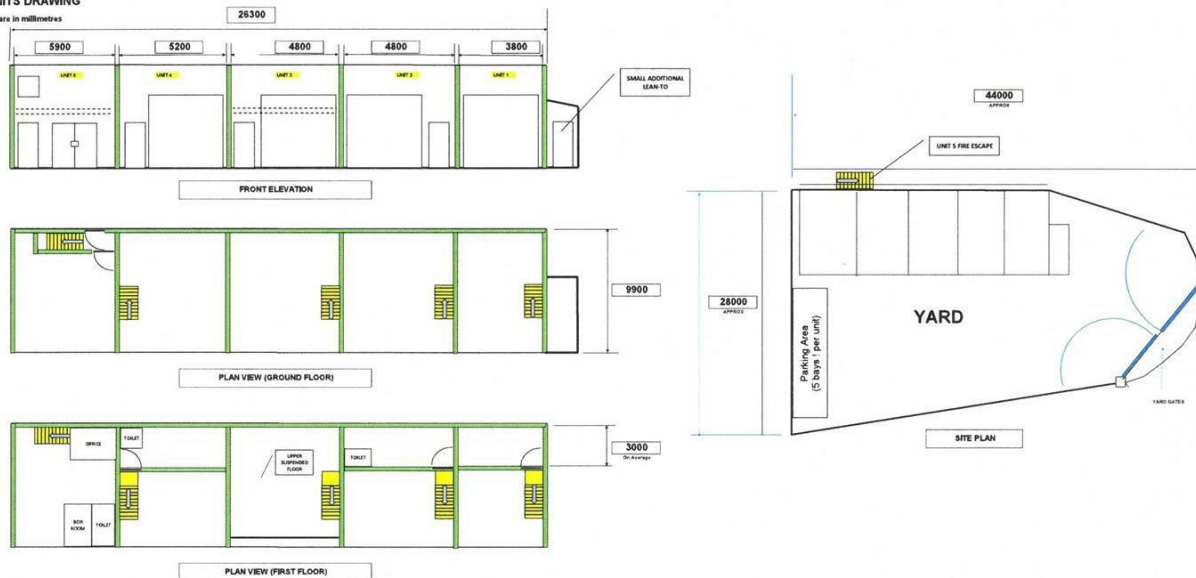 ITS DRAWING
are in millimetres
26300
5900
5200
4800
4800
3800
UNIT 5
UNIT 4
UNIT 3
UNIT 2
UNIT 1
SMALL ADDITIONAL
LEAN-TO
FRONT ELEVATION
9900
PLAN VIEW (GROUND FLOOR)
OFFICE
TOILET
UPPER
SUSPENDED
FLOOR
TOILET
3000
On Average
BOX
ROOM
TOILET
PLAN VIEW (FIRST FLOOR)
44000
APPROX
UNIT 5 FIRE ESCAPE
28000
APPROX
YARD
Parking Area
(5 bays ! per unit)
YARD GATES
SITE PLAN